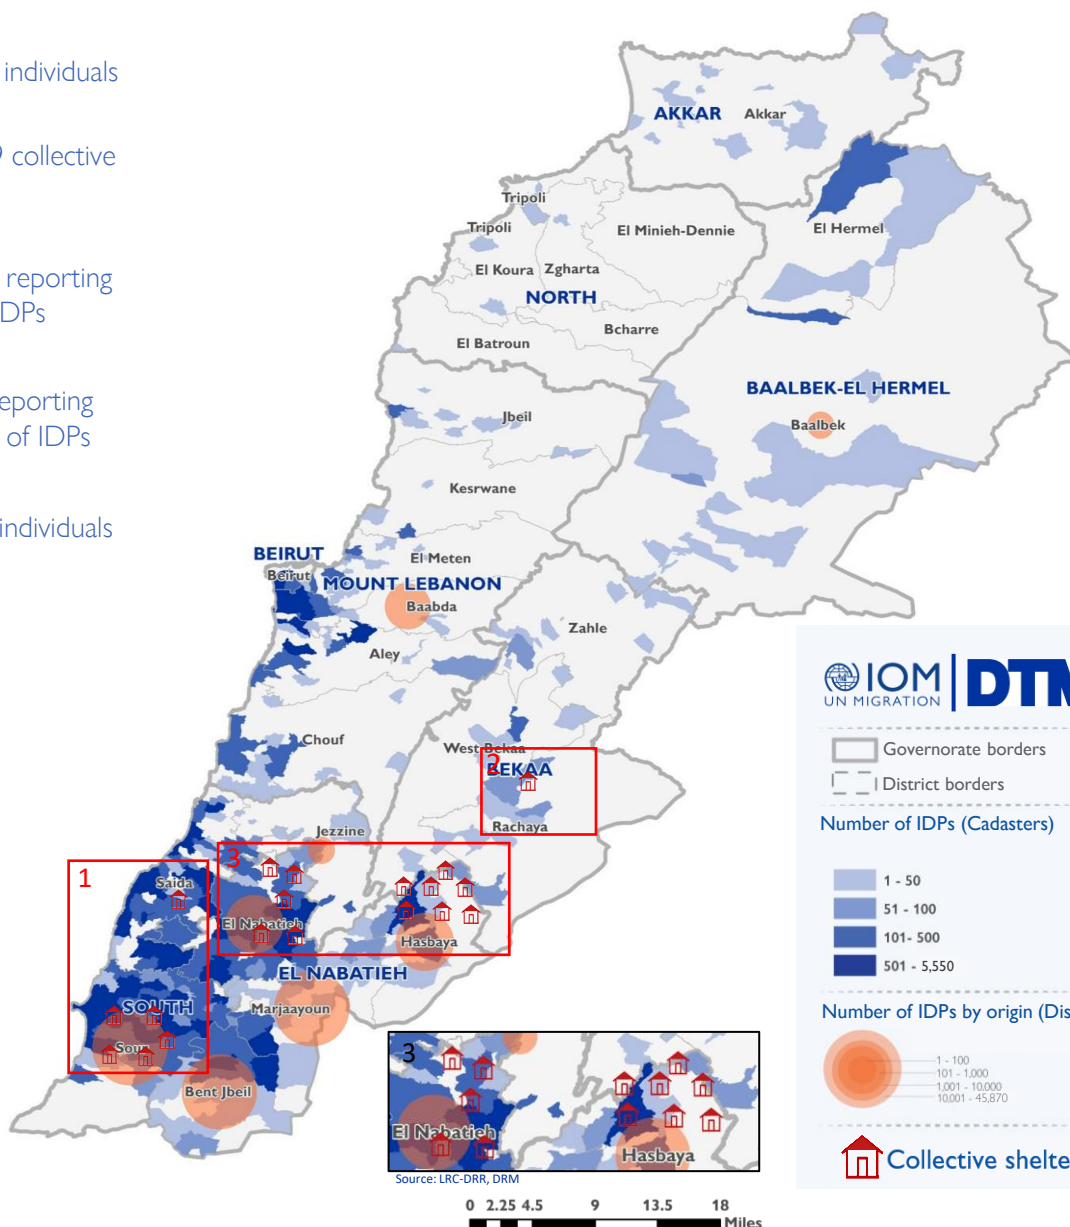 individuals
collective
reporting
DPs
eporting
of IDPs
individuals
AKKAR
Akkar
Tripoli
Tripoli
El Minieh-Dennie
El Hermel
El Koura
Zgharta
NORTH
Bcharre
El Batroun
BAALBEK-EL HERMEL
Baalbek
Jbeil
Kesrwane
BEIRUT
Beirut
El Meten
MOUNT LEBANON
Baabda
Zahle
Aley
Chouf
West Bekaa
2
BEKAA
Rachaya
Jezzine
3
1
Saida
El Nabatieh
Hasbaya
EL NABATIEH
SOUTH
Marjaayoun
Sour
Bent Jbeil
3
El Nabatieh
Hasbaya
Source: LRC-DRR, DRM
0 2.25 4.5 9 13.5 18
Miles
IOM
UN MIGRATION
DTM
Governorate borders
District borders
Number of IDPs (Cadasters)
1 - 50
51 - 100
101- 500
501 - 5,550
Number of IDPs by origin (Dis
1 - 100
101 - 1,000
1,001 - 10,000
10,001 - 45,870
Collective shelte